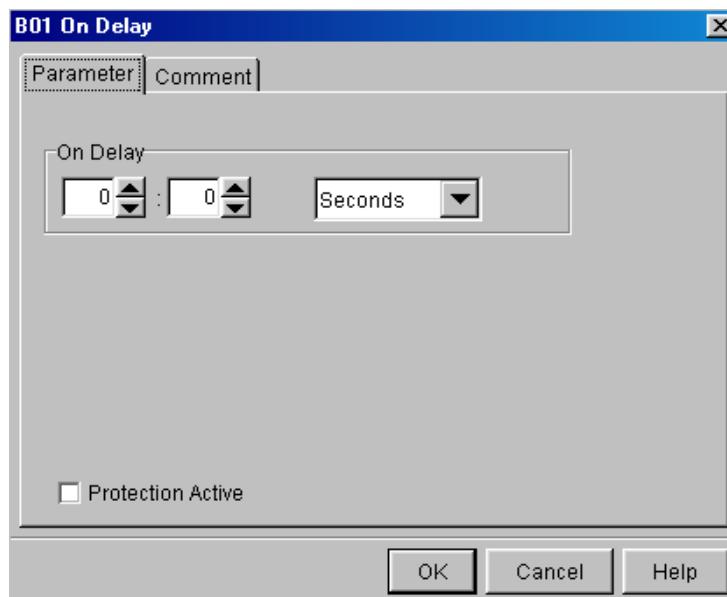 B01 On Delay
Parameter Comment
On Delay
0 : 0 Seconds
Protection Active
OK Cancel Help